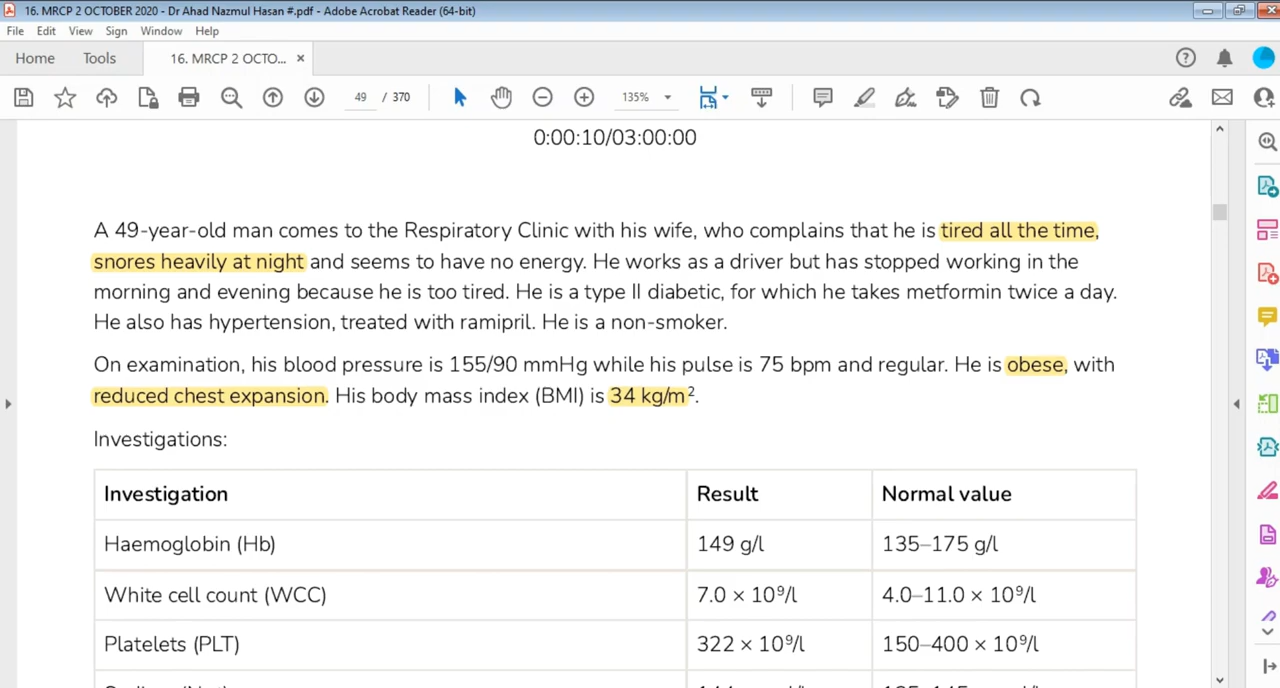 16. MRCP 2 OCTOBER 2020 - Dr Ahad Nazmul Hasan #.pdf - Adobe Acrobat Reader (64-bit)
File Edit View Sign Window Help
Home Tools 16. MRCP 2 OCTO... ×
49 / 370 135%
0:00:10/03:00:00
A 49-year-old man comes to the Respiratory Clinic with his wife, who complains that he is tired all the time,
snores heavily at night and seems to have no energy. He works as a driver but has stopped working in the
morning and evening because he is too tired. He is a type II diabetic, for which he takes metformin twice a day.
He also has hypertension, treated with ramipril. He is a non-smoker.
On examination, his blood pressure is 155/90 mmHg while his pulse is 75 bpm and regular. He is obese, with
reduced chest expansion. His body mass index (BMI) is 34 kg/m².
Investigations:
Investigation Result Normal value
Haemoglobin (Hb) 149 g/l 135–175 g/l
White cell count (WCC) 7.0 × 10⁹/l 4.0–11.0 × 10⁹/l
Platelets (PLT) 322 × 10⁹/l 150–400 × 10⁹/l